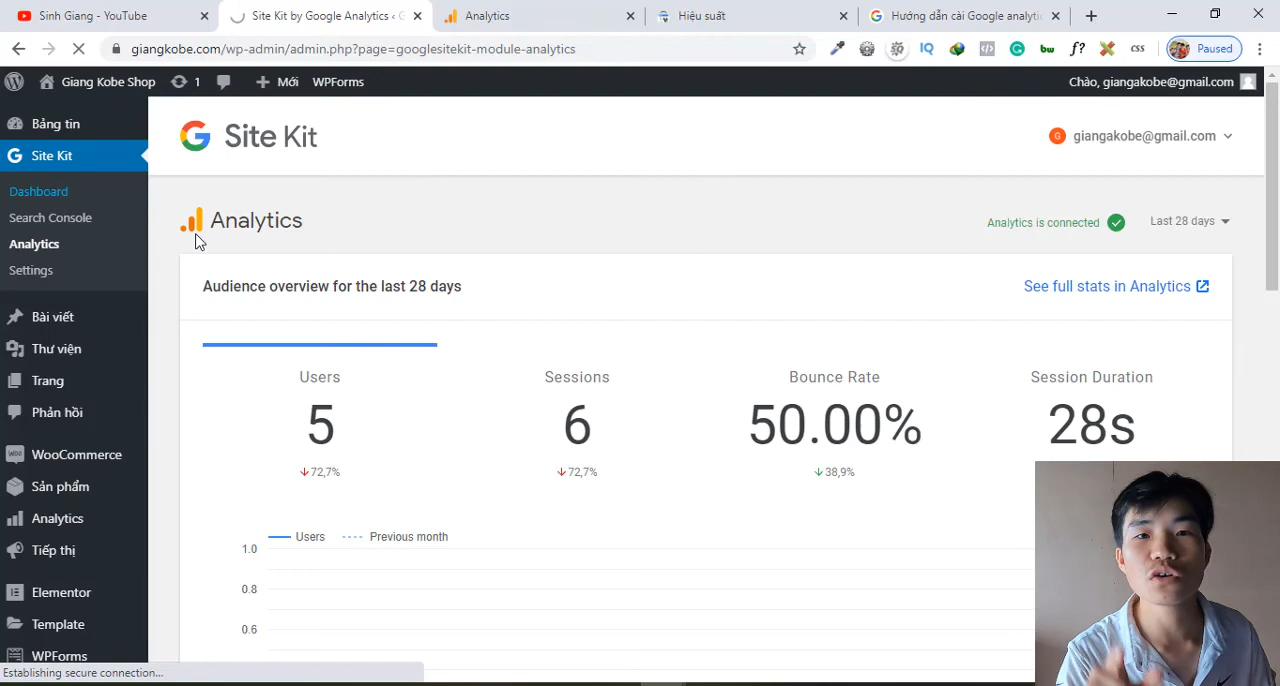 Sinh Giang - YouTube
Site Kit by Google Analytics ‹ G
Analytics
Hiệu suất
Hướng dẫn cài Google analytic
giangkobe.com/wp-admin/admin.php?page=googlesitekit-module-analytics
IQ
bw
f?
css
Paused
Giang Kobe Shop
1
Mới
WPForms
Chào, giangakobe@gmail.com
Bảng tin
Site Kit
Dashboard
Search Console
Analytics
Settings
Bài viết
Thư viện
Trang
Phản hồi
WooCommerce
Sản phẩm
Analytics
Tiếp thị
Elementor
Template
WPForms
Site Kit
G
giangakobe@gmail.com
Analytics
Analytics is connected
Last 28 days
Audience overview for the last 28 days
See full stats in Analytics
Users
Sessions
Bounce Rate
Session Duration
5
6
50.00%
28s
72,7%
72,7%
38,9%
Users
Previous month
1.0
0.8
0.6
Establishing secure connection...